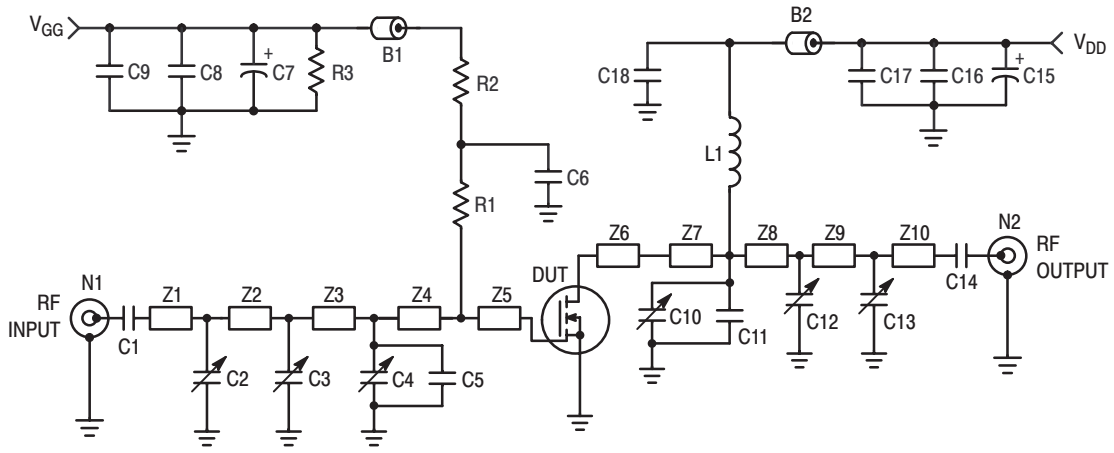 VGG
B1
B2
VDD
C9
C8
+
C7
R3
R2
C18
C17
C16
+
C15
L1
C6
R1
N2
Z6
Z7
Z8
Z9
Z10
RF
OUTPUT
DUT
C14
N1
RF
INPUT
Z1
Z2
Z3
Z4
Z5
C10
C11
C12
C13
C1
C2
C3
C4
C5